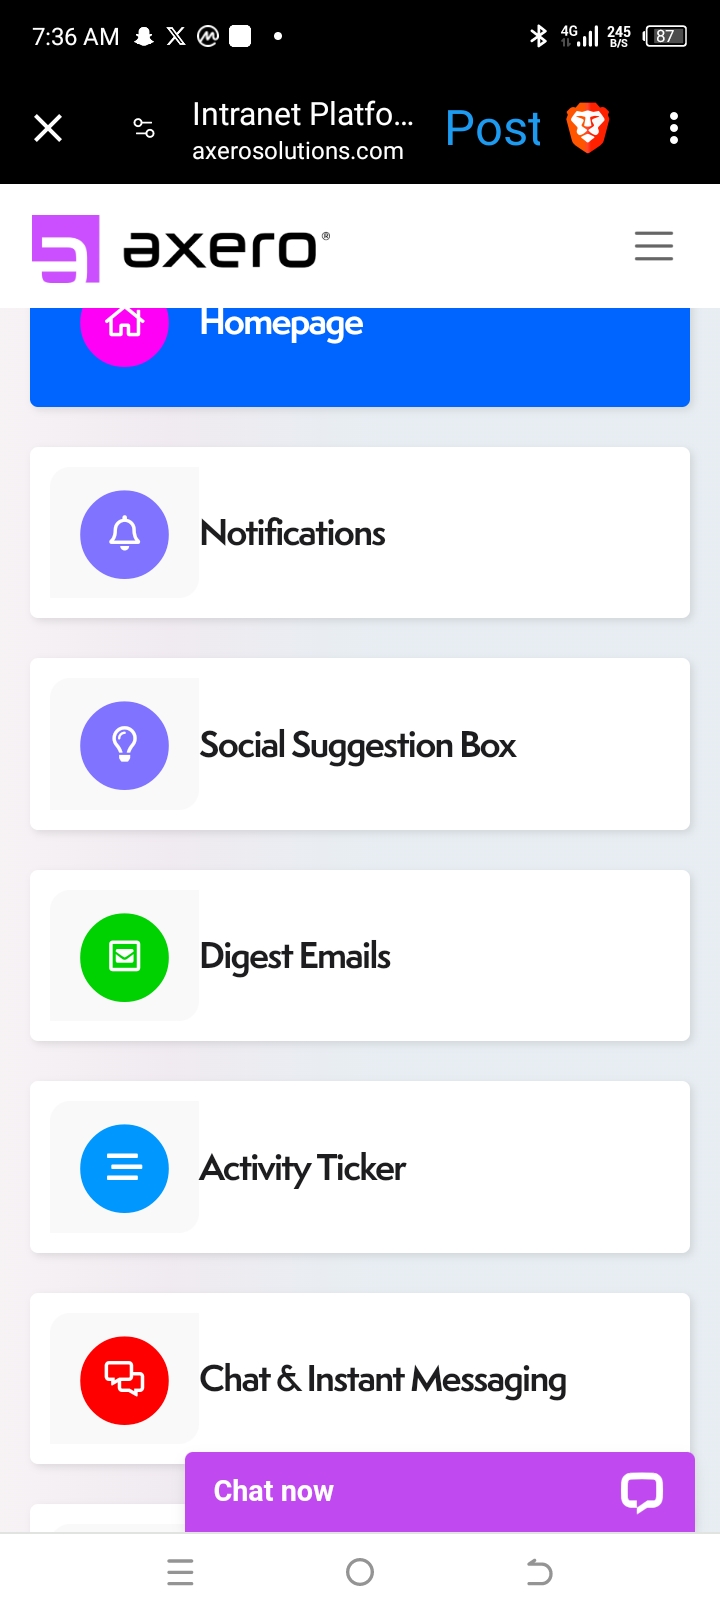 7:36 AM
4G
245
B/S
87
Intranet Platfo...
axerosolutions.com
Post
axero®
Homepage
Notifications
Social Suggestion Box
Digest Emails
Activity Ticker
Chat & Instant Messaging
Chat now